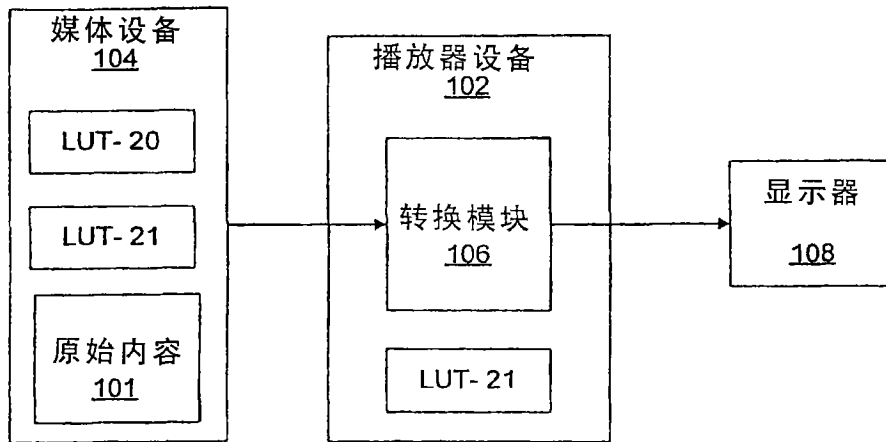 媒体设备
104
LUT- 20
LUT- 21
原始内容
101
播放器设备
102
转换模块
106
LUT- 21
显示器
108